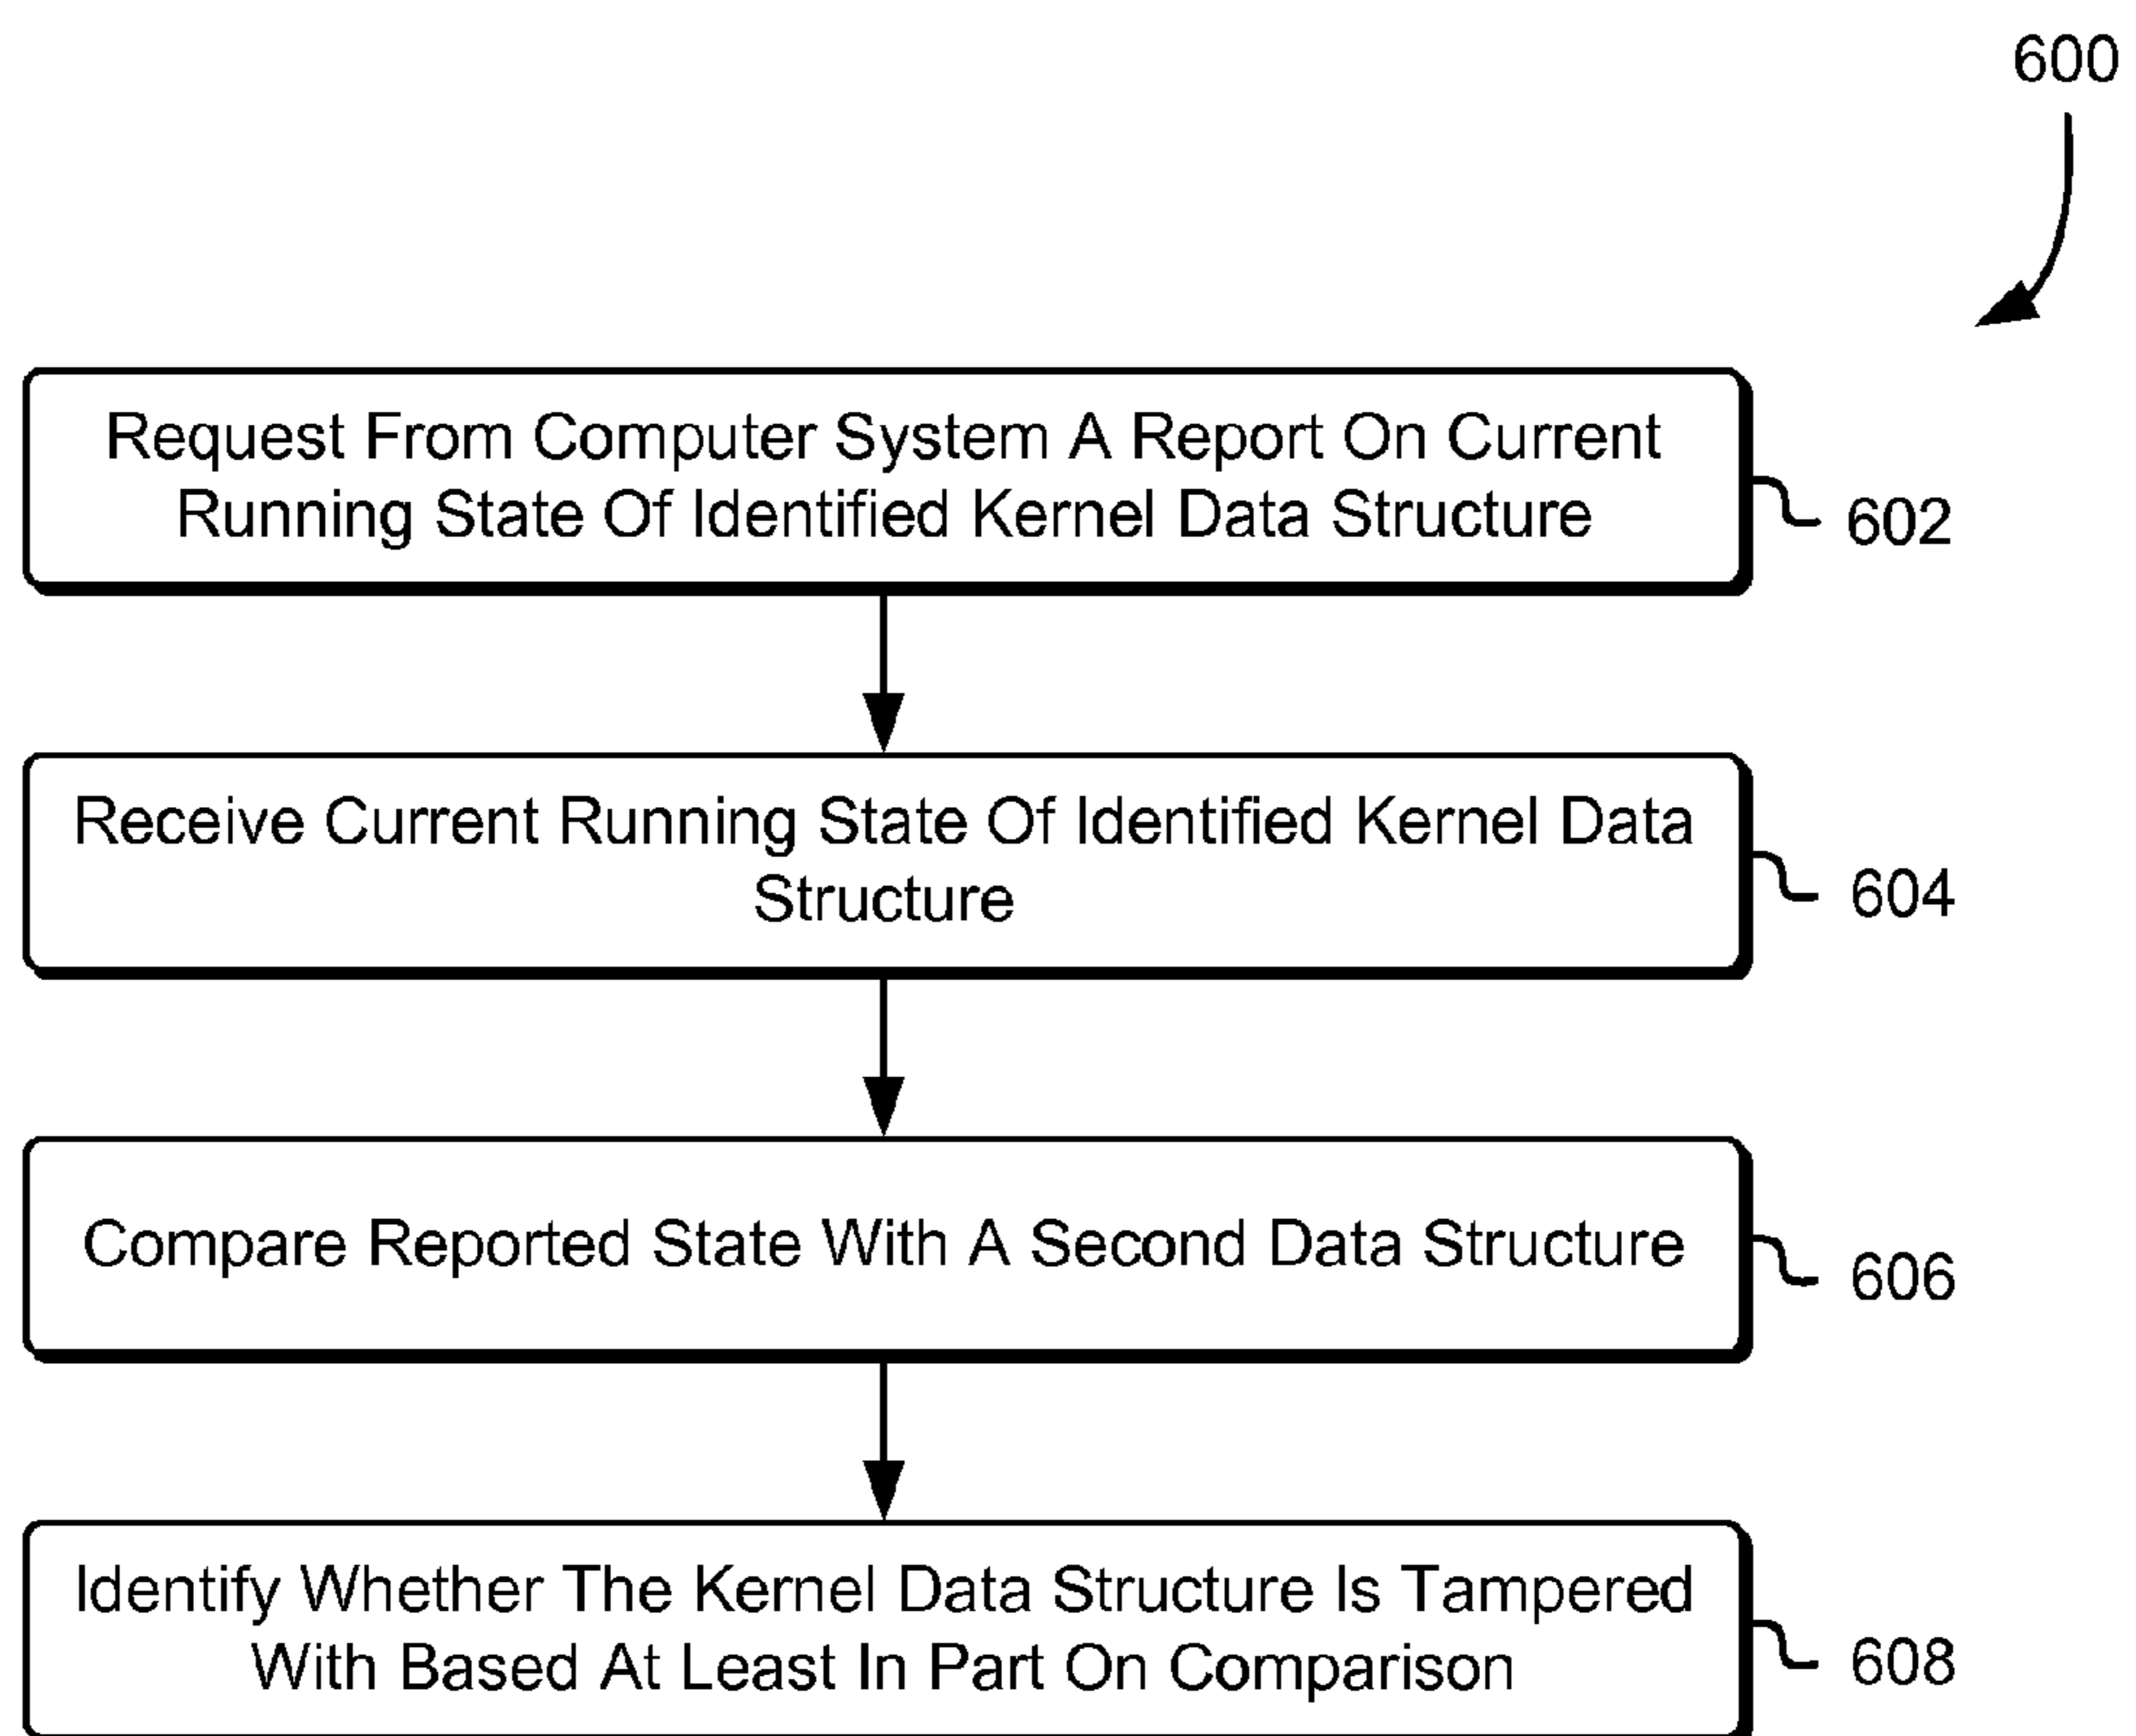 600
Request From Computer System A Report On Current
Running State Of Identified Kernel Data Structure
602
Receive Current Running State Of Identified Kernel Data
Structure
604
Compare Reported State With A Second Data Structure
606
Identify Whether The Kernel Data Structure Is Tampered
With Based At Least In Part On Comparison
608